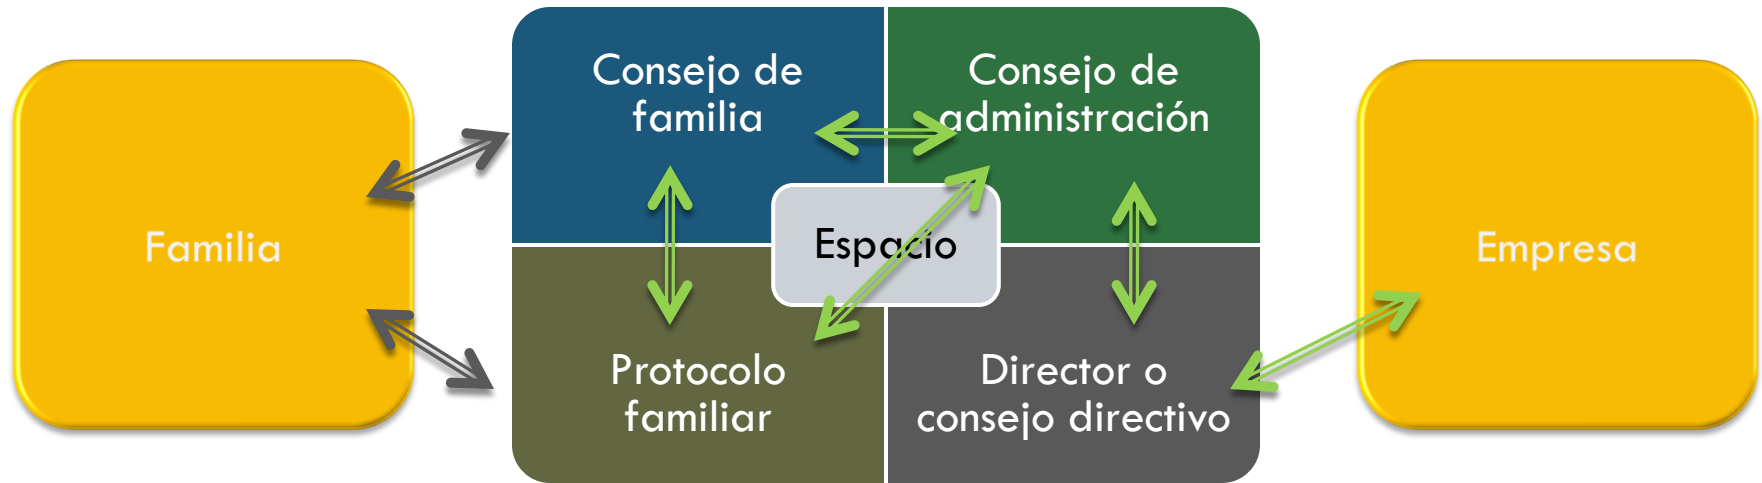 Familia
Consejo de
familia
Consejo de
administración
Espacio
Protocolo
familiar
Director o
consejo directivo
Empresa